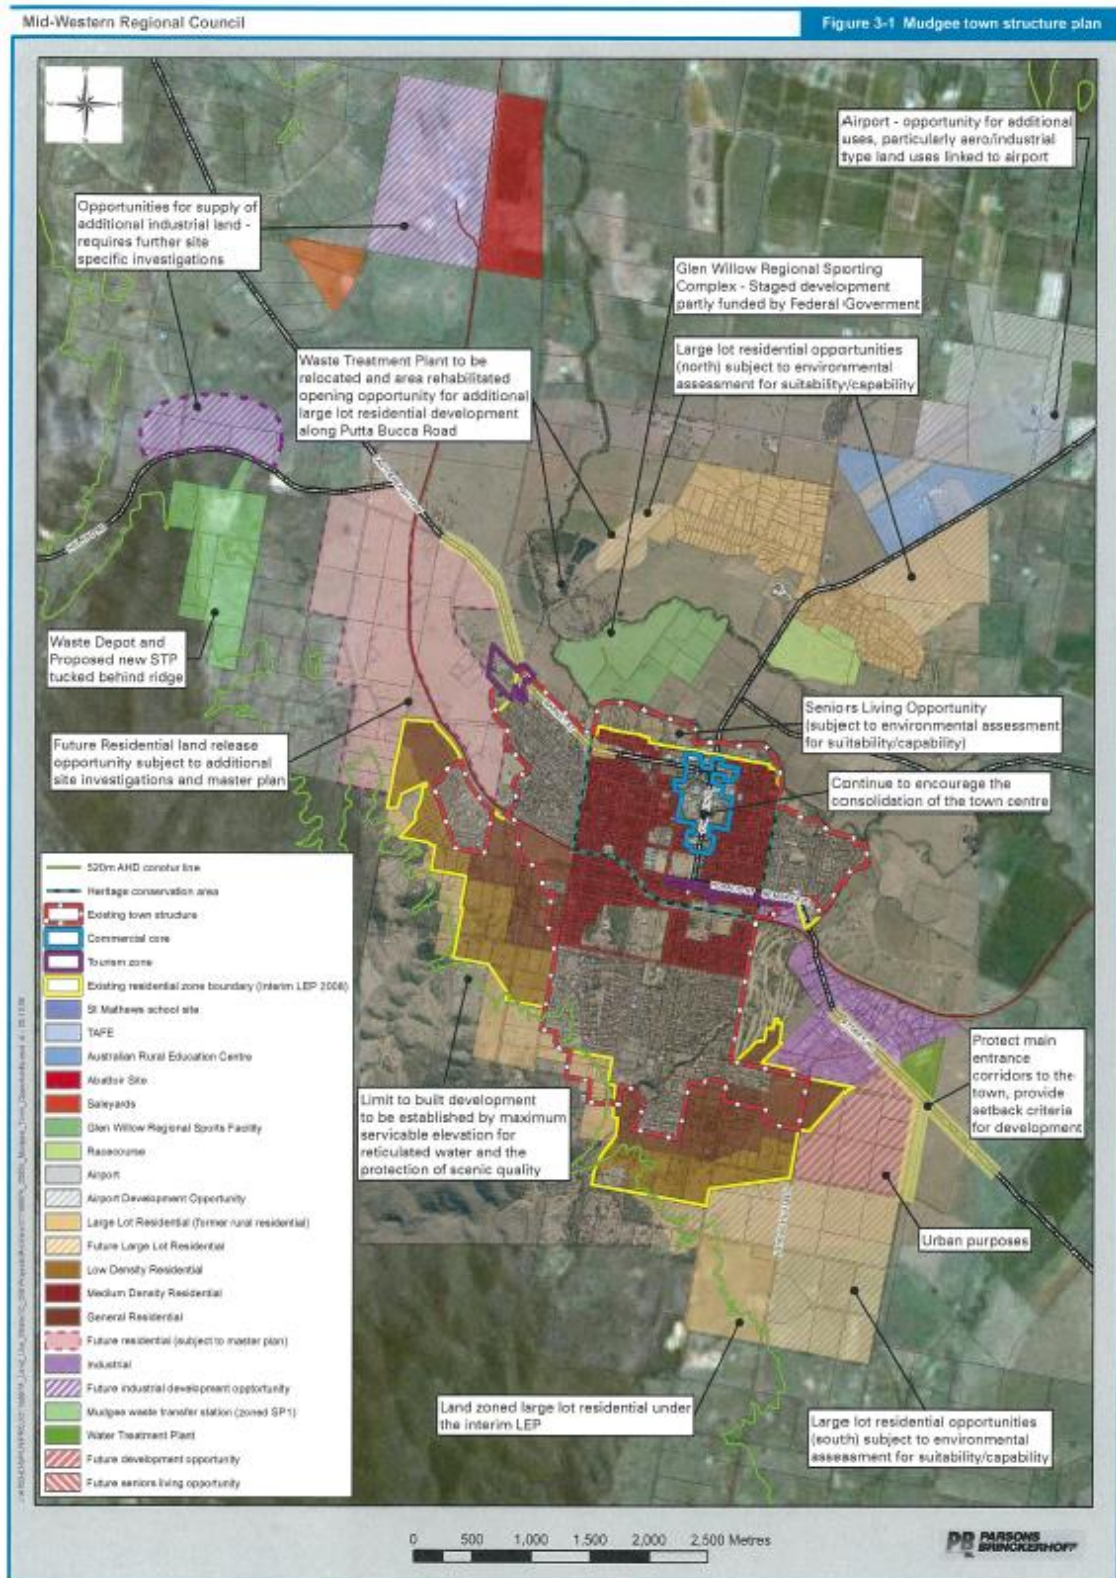 Mid-Western Regional Council
Figure 3-1 Mudgee town structure plan
Airport - opportunity for additional
uses, particularly aero/industrial
type land uses linked to airport
Opportunities for supply of
additional industrial land -
requires further site
specific investigations
Glen Willow Regional Sporting
Complex - Staged development
partly funded by Federal Goverment
Large lot residential opportunities
(north) subject to environmental
assessment for suitability/capability
Waste Treatment Plant to be
relocated and area rehabilitated
opening opportunity for additional
large lot residential development
along Putta Bucca Road
Waste Depot and
Proposed new STP
tucked behind ridge
Seniors Living Opportunity
(subject to environmental assessment
for suitability/capability)
Future Residential land release
opportunity subject to additional
site investigations and master plan
Continue to encourage the
consolidation of the town centre
520m AHD conotur line
Heritage conservation area
Existing town structure
Commercial core
Tourism zone
Existing residential zone boundary (Interim LEP 2008)
St Mathews school site
TAFE
Australian Rural Education Centre
Abattoir Site
Saleyards
Glen Willow Regional Sports Facility
Racecourse
Airport
Airport Development Opportunity
Large Lot Residential (former rural residential)
Future Large Lot Residential
Low Density Residential
Medium Density Residential
General Residential
Future residential (subject to master plan)
Industrial
Future industrial development opptortunity
Mudgee waste transfer station (zoned SP1)
Water Treatment Plant
Future development opportunity
Future seniors living opportunity
Protect main
entrance
corridors to the
town, provide
setback criteria
for development
Limit to built development
to be established by maximum
servicable elevation for
reticulated water and the
protection of scenic quality
Urban purposes
Land zoned large lot residential under
the interim LEP
Large lot residential opportunities
(south) subject to environmental
assessment for suitability/capability
0 500 1,000 1,500 2,000 2,500 Metres
PB PARSONS
BRINCKERHOFF